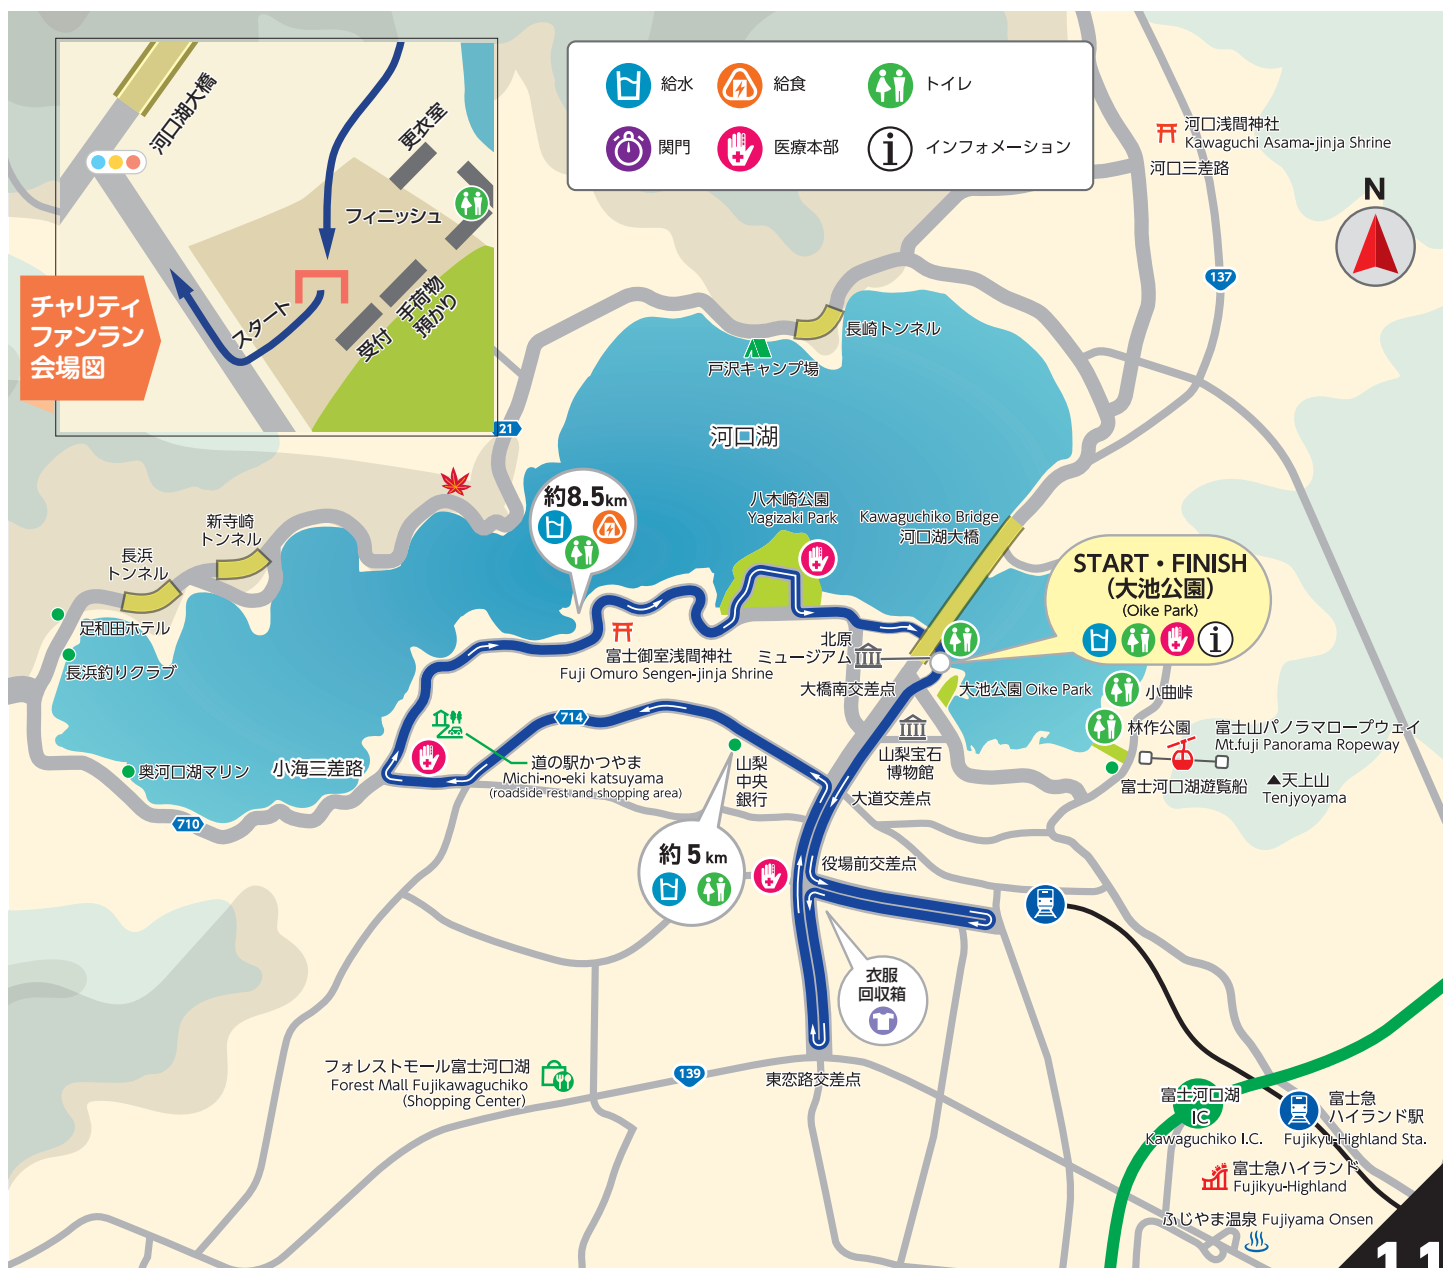 河口湖大橋
更衣室
フィニッシュ
スタート
手荷物
預かり
受付
チャリティ
ファンラン
会場図
給水
給食
トイレ
関門
医療本部
インフォメーション
河口浅間神社
Kawaguchi Asama-jinja Shrine
河口三差路
N
137
長崎トンネル
戸沢キャンプ場
河口湖
21
約8.5km
八木崎公園
Yagizaki Park
Kawaguchiko Bridge
河口湖大橋
START・FINISH
(大池公園)
(Oike Park)
新寺崎
トンネル
長浜
トンネル
足和田ホテル
長浜釣りクラブ
北原
ミュージアム
富士御室浅間神社
Fuji Omuro Sengen-jinja Shrine
大橋南交差点
大池公園 Oike Park
小曲峠
714
林作公園
富士山パノラマロープウェイ
Mt.fuji Panorama Ropeway
山梨宝石
博物館
奥河口湖マリン
小海三差路
道の駅かつやま
Michi-no-eki katsuyama
(roadside rest and shopping area)
山梨
中央
銀行
富士河口湖遊覧船
▲天上山
Tenjyoyama
大道交差点
710
約5km
役場前交差点
衣服
回収箱
フォレストモール富士河口湖
Forest Mall Fujikawaguchiko
(Shopping Center)
139
東恋路交差点
富士河口湖
IC
Kawaguchiko I.C.
富士急
ハイランド駅
Fujikyu-Highland Sta.
富士急ハイランド
Fujikyu-Highland
ふじやま温泉 Fujiyama Onsen
11